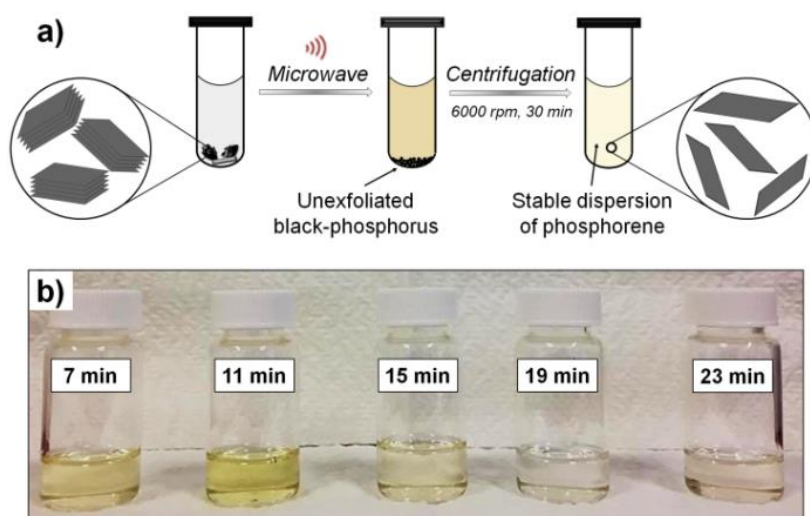 a)
Microwave
Centrifugation
6000 rpm, 30 min
Unexfoliated
black-phosphorus
Stable dispersion
of phosphorene
b)
7 min
11 min
15 min
19 min
23 min